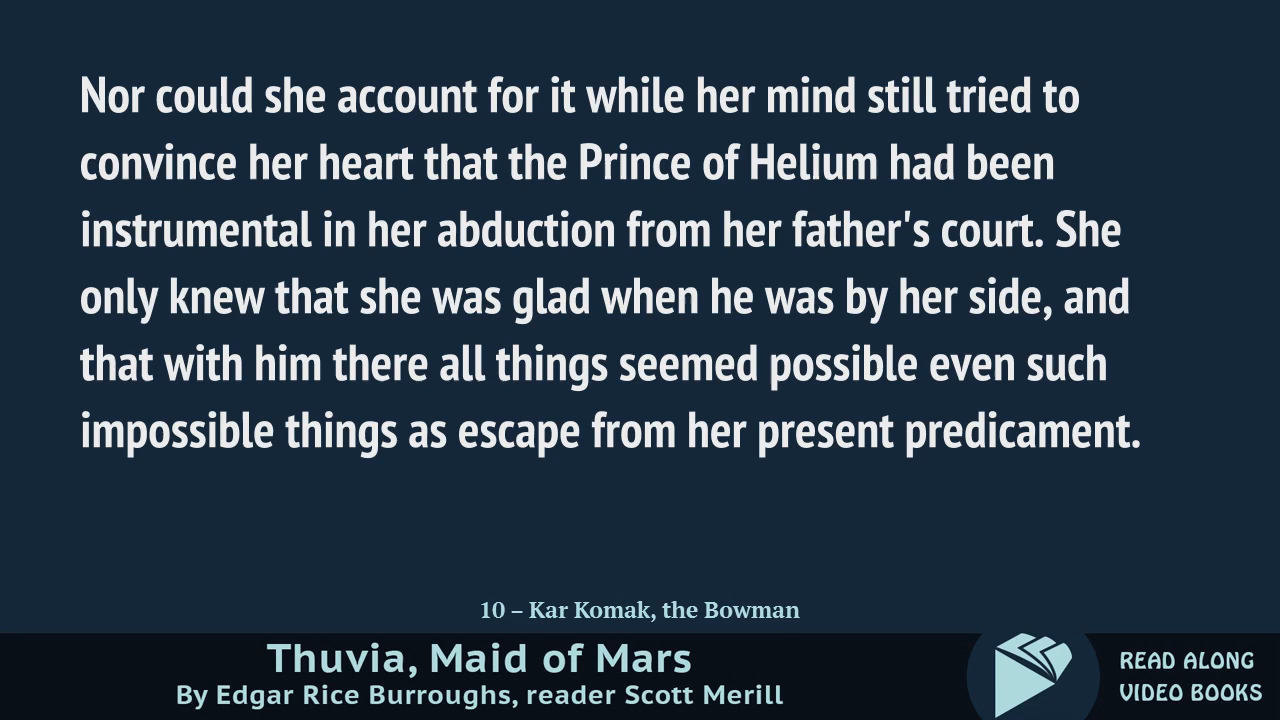 Nor could she account for it while her mind still tried to
convince her heart that the Prince of Helium had been
instrumental in her abduction from her father's court. She
only knew that she was glad when he was by her side, and
that with him there all things seemed possible even such
impossible things as escape from her present predicament.
10 – Kar Komak, the Bowman
Thuvia, Maid of Mars
By Edgar Rice Burroughs, reader Scott Merill
READ ALONG
VIDEO BOOKS